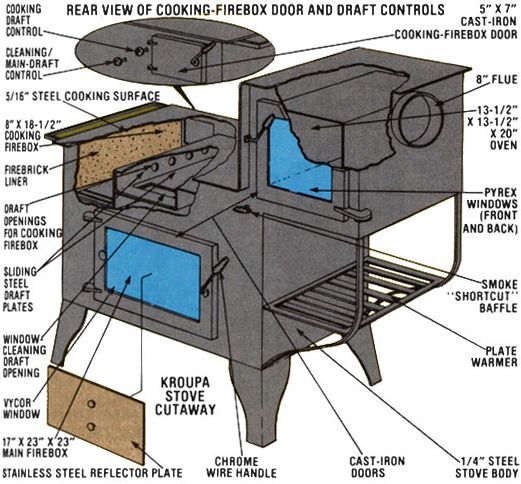 REAR VIEW OF COOKING-FIREBOX DOOR AND DRAFT CONTROLS
COOKING
DRAFT
CONTROL
CLEANING/
MAIN-DRAFT
CONTROL
5/16" STEEL COOKING SURFACE
8" X 18-1/2"
COOKING
FIREBOX
FIREBRICK
LINER
DRAFT
OPENINGS
FOR COOKING
FIREBOX
SLIDING
STEEL
DRAFT
PLATES
WINDOW-
CLEANING
DRAFT
OPENING
VYCOR
WINDOW
17" X 23" X 23"
MAIN FIREBOX
STAINLESS STEEL REFLECTOR PLATE
KROUPA
STOVE
CUTAWAY
CHROME
WIRE HANDLE
CAST-IRON
DOORS
5" X 7"
CAST-IRON
COOKING-FIREBOX DOOR
8" FLUE
13-1/2"
X 13-1/2"
X 20"
OVEN
PYREX
WINDOWS
(FRONT
AND BACK)
SMOKE
"SHORTCUT"
BAFFLE
PLATE
WARMER
1/4" STEEL
STOVE BODY